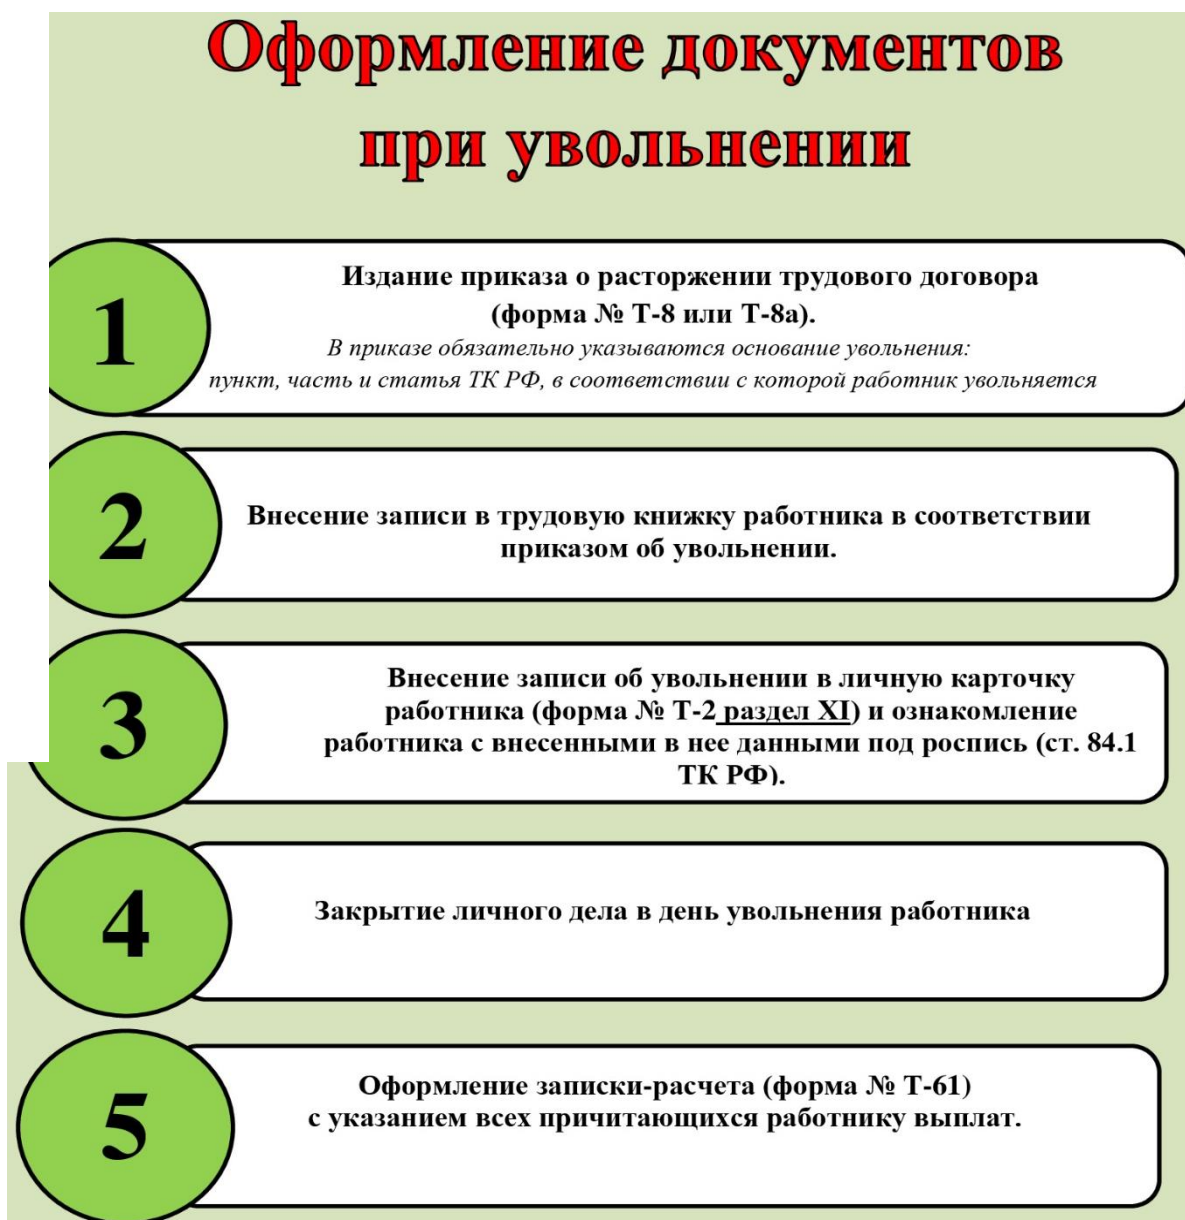 Оформление документов
при увольнении
1
Издание приказа о расторжении трудового договора
(форма № Т-8 или Т-8а).
В приказе обязательно указываются основание увольнения:
пункт, часть и статья ТК РФ, в соответствии с которой работник увольняется
2
Внесение записи в трудовую книжку работника в соответствии
приказом об увольнении.
3
Внесение записи об увольнении в личную карточку
работника (форма № Т-2 раздел XI) и ознакомление
работника с внесенными в нее данными под роспись (ст. 84.1
ТК РФ).
4
Закрытие личного дела в день увольнения работника
5
Оформление записки-расчета (форма № Т-61)
с указанием всех причитающихся работнику выплат.